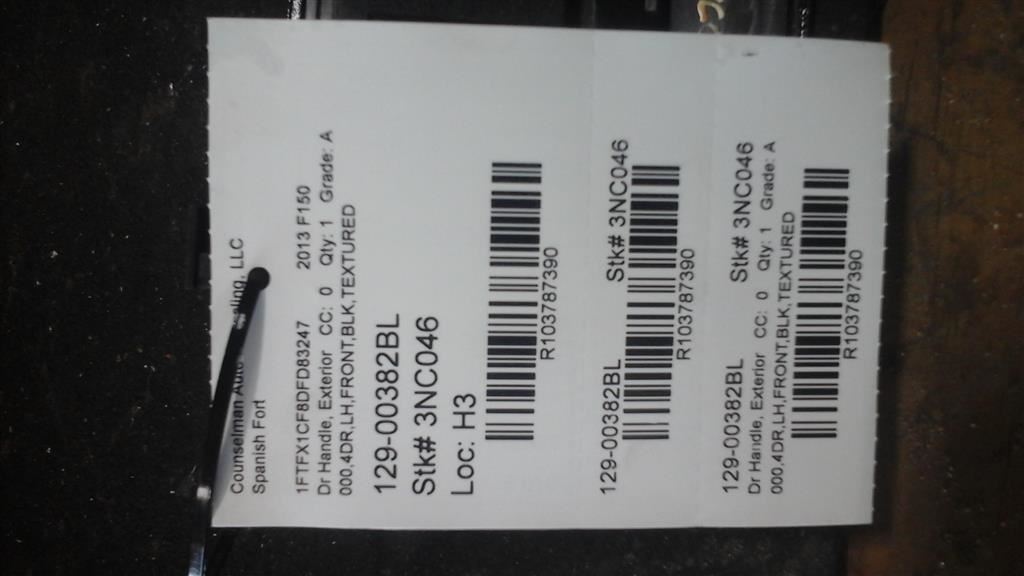 Counselman Auto LLC
Spanish Fort
1FTFX1CF8DFD83247 2013 F150
Dr Handle, Exterior CC: 0 Qty: 1 Grade: A
000,4DR,LH,FRONT,BLK,TEXTURED
129-00382BL
Stk# 3NC046
Loc: H3
R103787390
129-00382BL Stk# 3NC046
R103787390
129-00382BL Stk# 3NC046
Dr Handle, Exterior CC: 0 Qty: 1 Grade: A
000,4DR,LH,FRONT,BLK,TEXTURED
R103787390